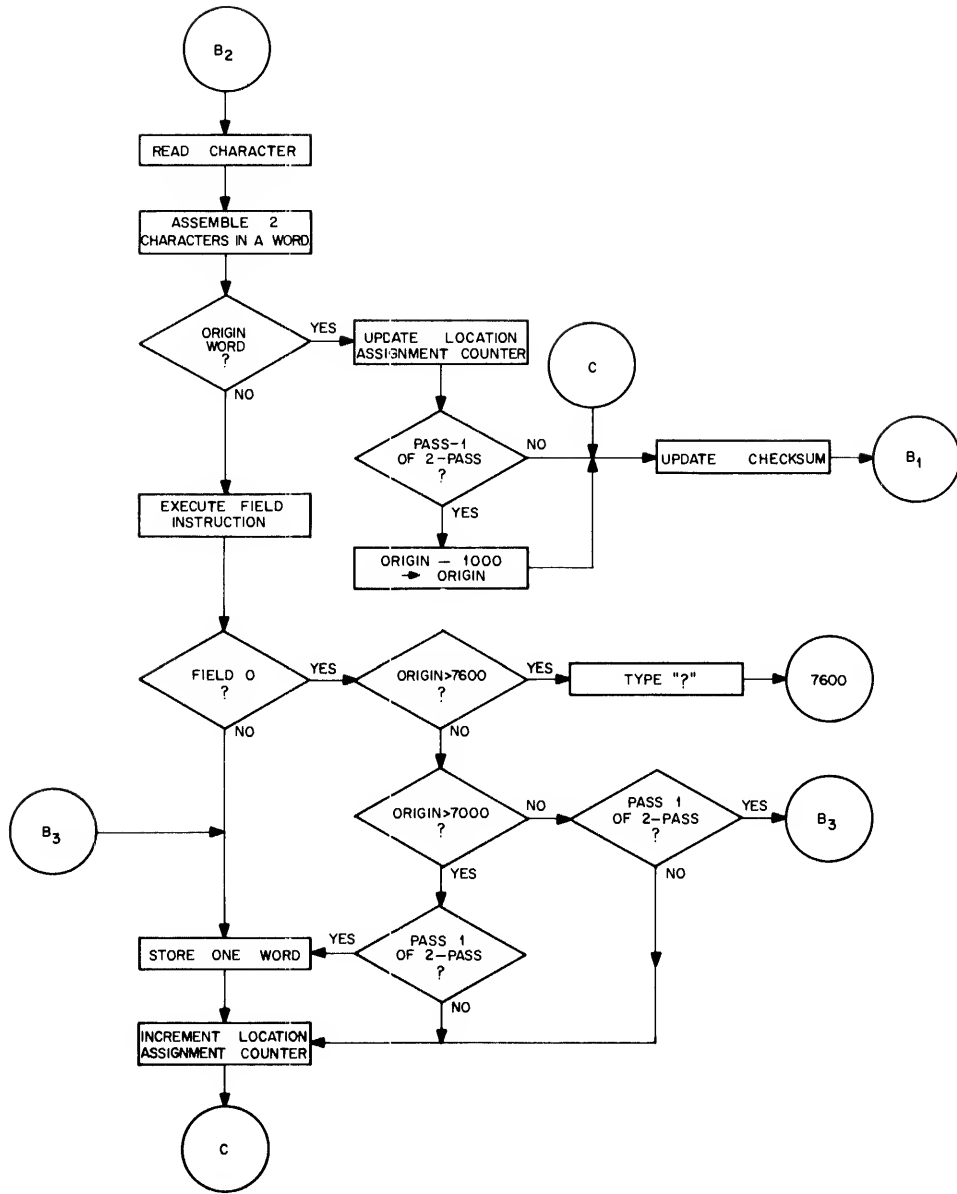 B2
READ CHARACTER
ASSEMBLE 2
CHARACTERS IN A WORD
ORIGIN
WORD
?
YES
NO
UPDATE LOCATION
ASSIGNMENT COUNTER
C
PASS-1
OF 2-PASS
?
NO
YES
UPDATE CHECKSUM
B1
EXECUTE FIELD
INSTRUCTION
ORIGIN - 1000
→ ORIGIN
FIELD 0
?
YES
NO
ORIGIN>7600
?
YES
NO
TYPE "?"
7600
B3
ORIGIN>7000
?
NO
YES
PASS 1
OF 2-PASS
?
YES
NO
B3
STORE ONE WORD
YES
PASS 1
OF 2-PASS
?
NO
INCREMENT LOCATION
ASSIGNMENT COUNTER
C